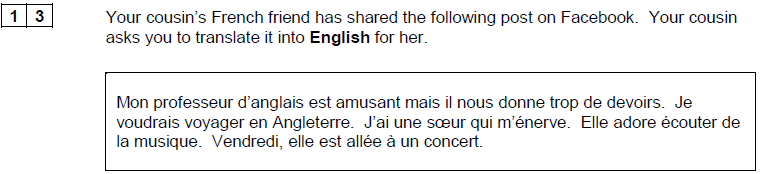 1 3 Your cousin's French friend has shared the following post on Facebook. Your cousin
asks you to translate it into English for her.
Mon professeur d'anglais est amusant mais il nous donne trop de devoirs. Je
voudrais voyager en Angleterre. J'ai une sœur qui m'énerve. Elle adore écouter de
la musique. Vendredi, elle est allée à un concert.